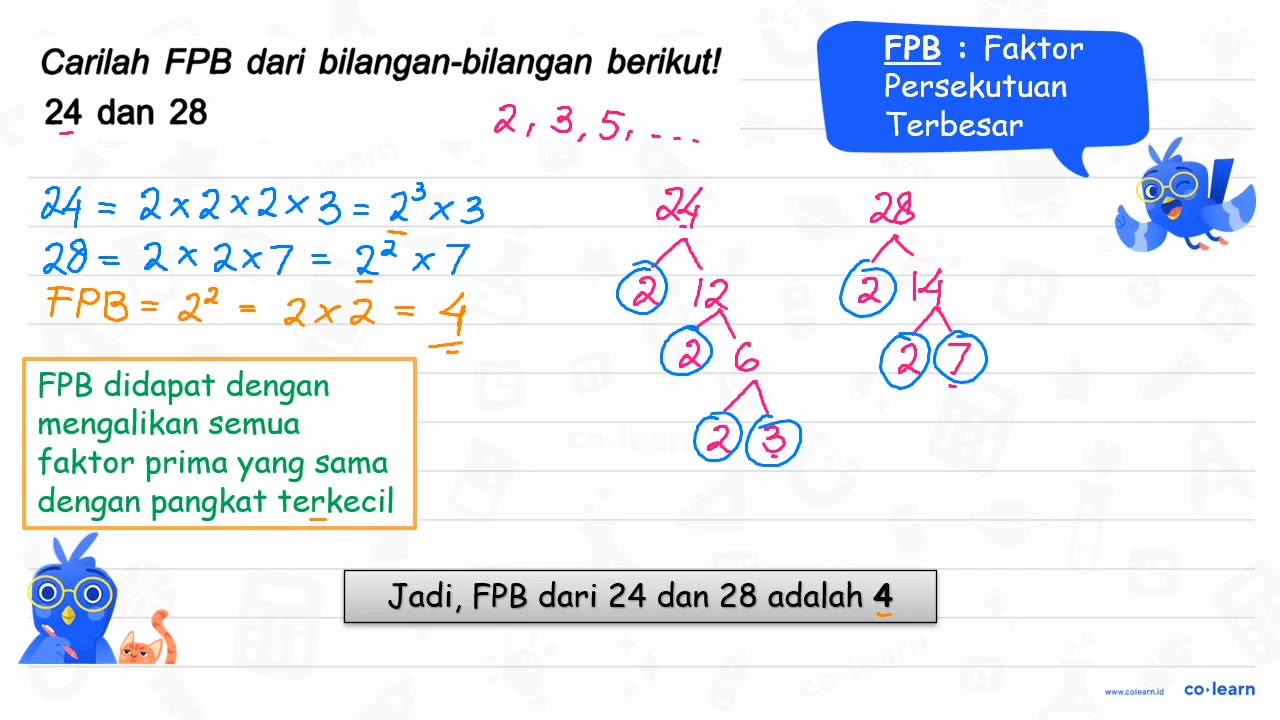 Carilah FPB dari bilangan-bilangan berikut!
24 dan 28
2, 3, 5, ...
FPB : Faktor
Persekutuan
Terbesar
24 = 2 × 2 × 2 × 3 = 2³ × 3
28 = 2 × 2 × 7 = 2² × 7
FPB = 2² = 2 × 2 = 4
24
2 12
2 6
2 3
28
2 14
2 7
FPB didapat dengan
mengalikan semua
faktor prima yang sama
dengan pangkat terkecil
Jadi, FPB dari 24 dan 28 adalah 4
www.colearn.id co·learn